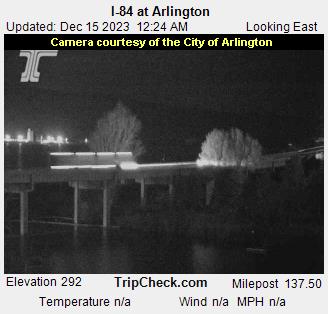 I-84 at Arlington
Updated: Dec 15 2023 12:24 AM Looking East
Camera courtesy of the City of Arlington
Elevation 292 TripCheck.com Milepost 137.50
Temperature n/a Wind n/a MPH n/a